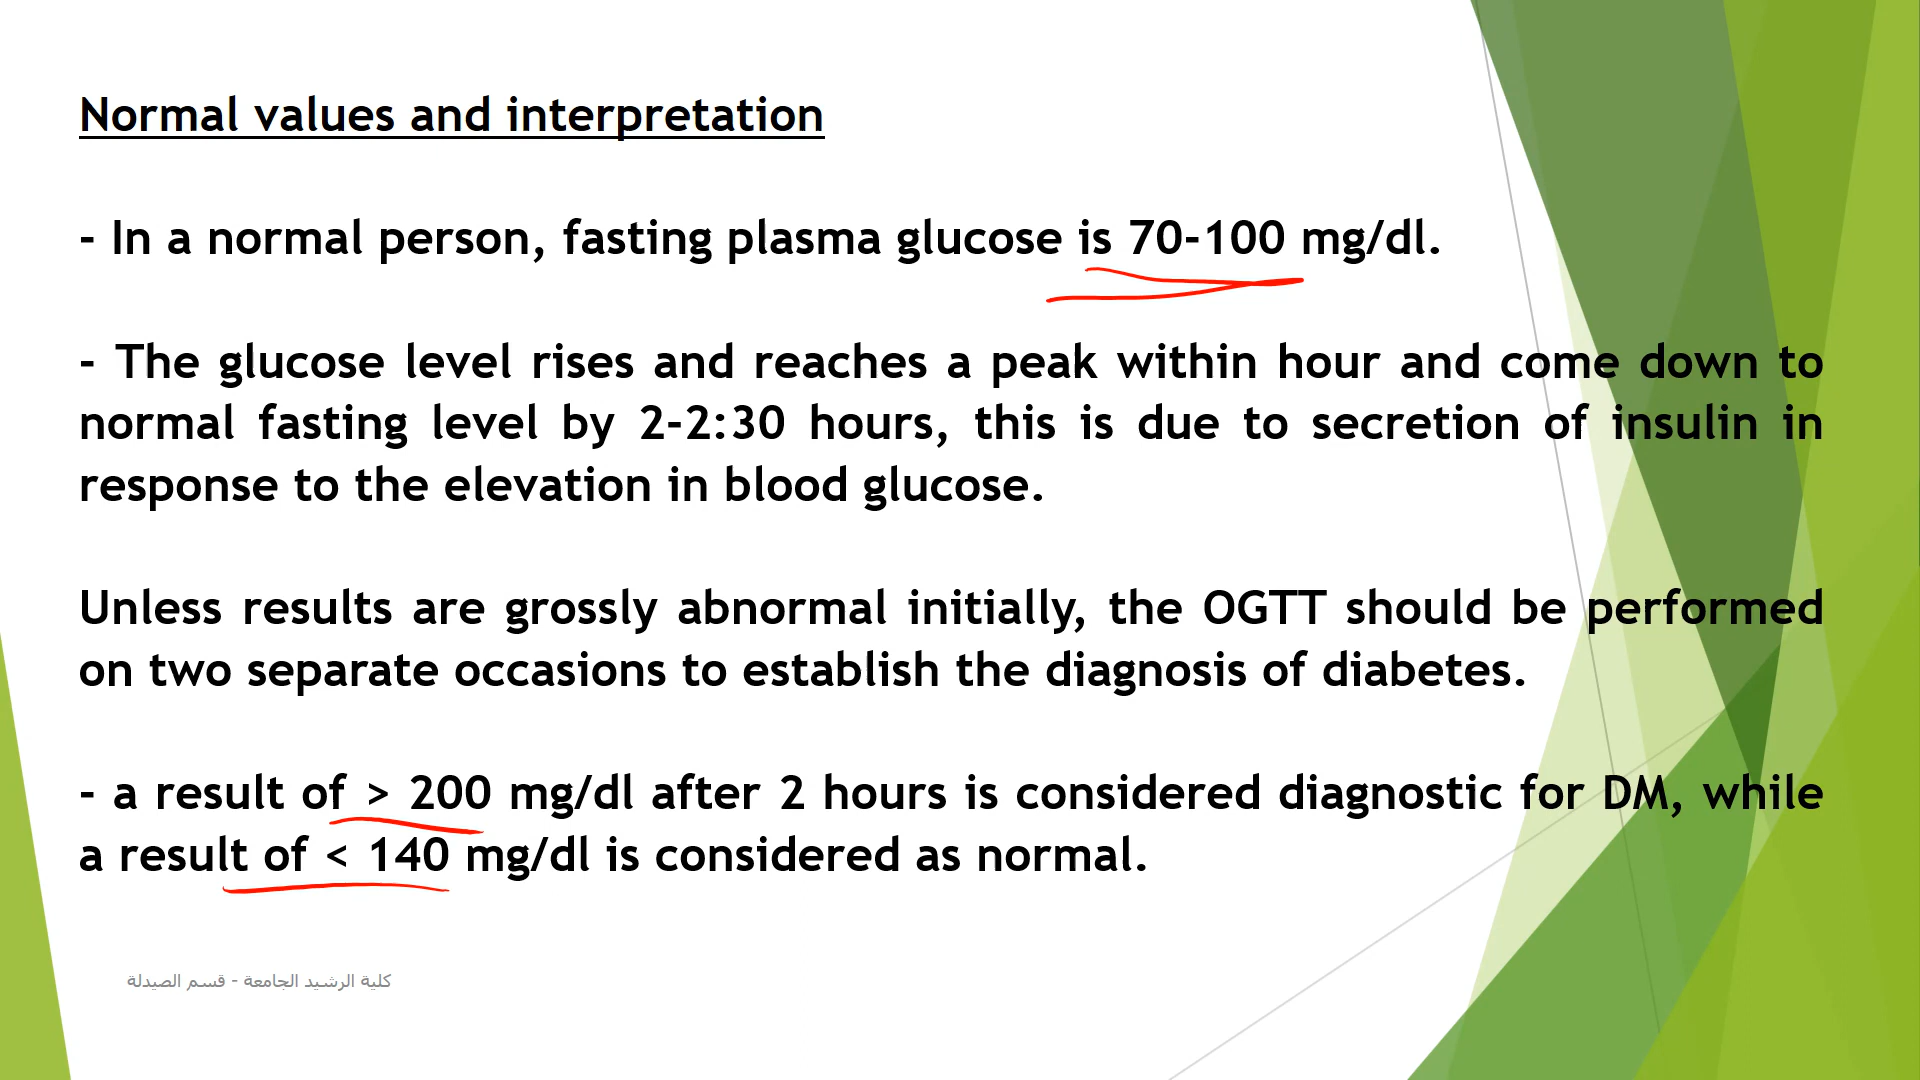 Normal values and interpretation
- In a normal person, fasting plasma glucose is 70-100 mg/dl.
- The glucose level rises and reaches a peak within hour and come down to
normal fasting level by 2-2:30 hours, this is due to secretion of insulin in
response to the elevation in blood glucose.
Unless results are grossly abnormal initially, the OGTT should be performed
on two separate occasions to establish the diagnosis of diabetes.
- a result of > 200 mg/dl after 2 hours is considered diagnostic for DM, while
a result of < 140 mg/dl is considered as normal.
كلية الرشيد الجامعة - قسم الصيدلة